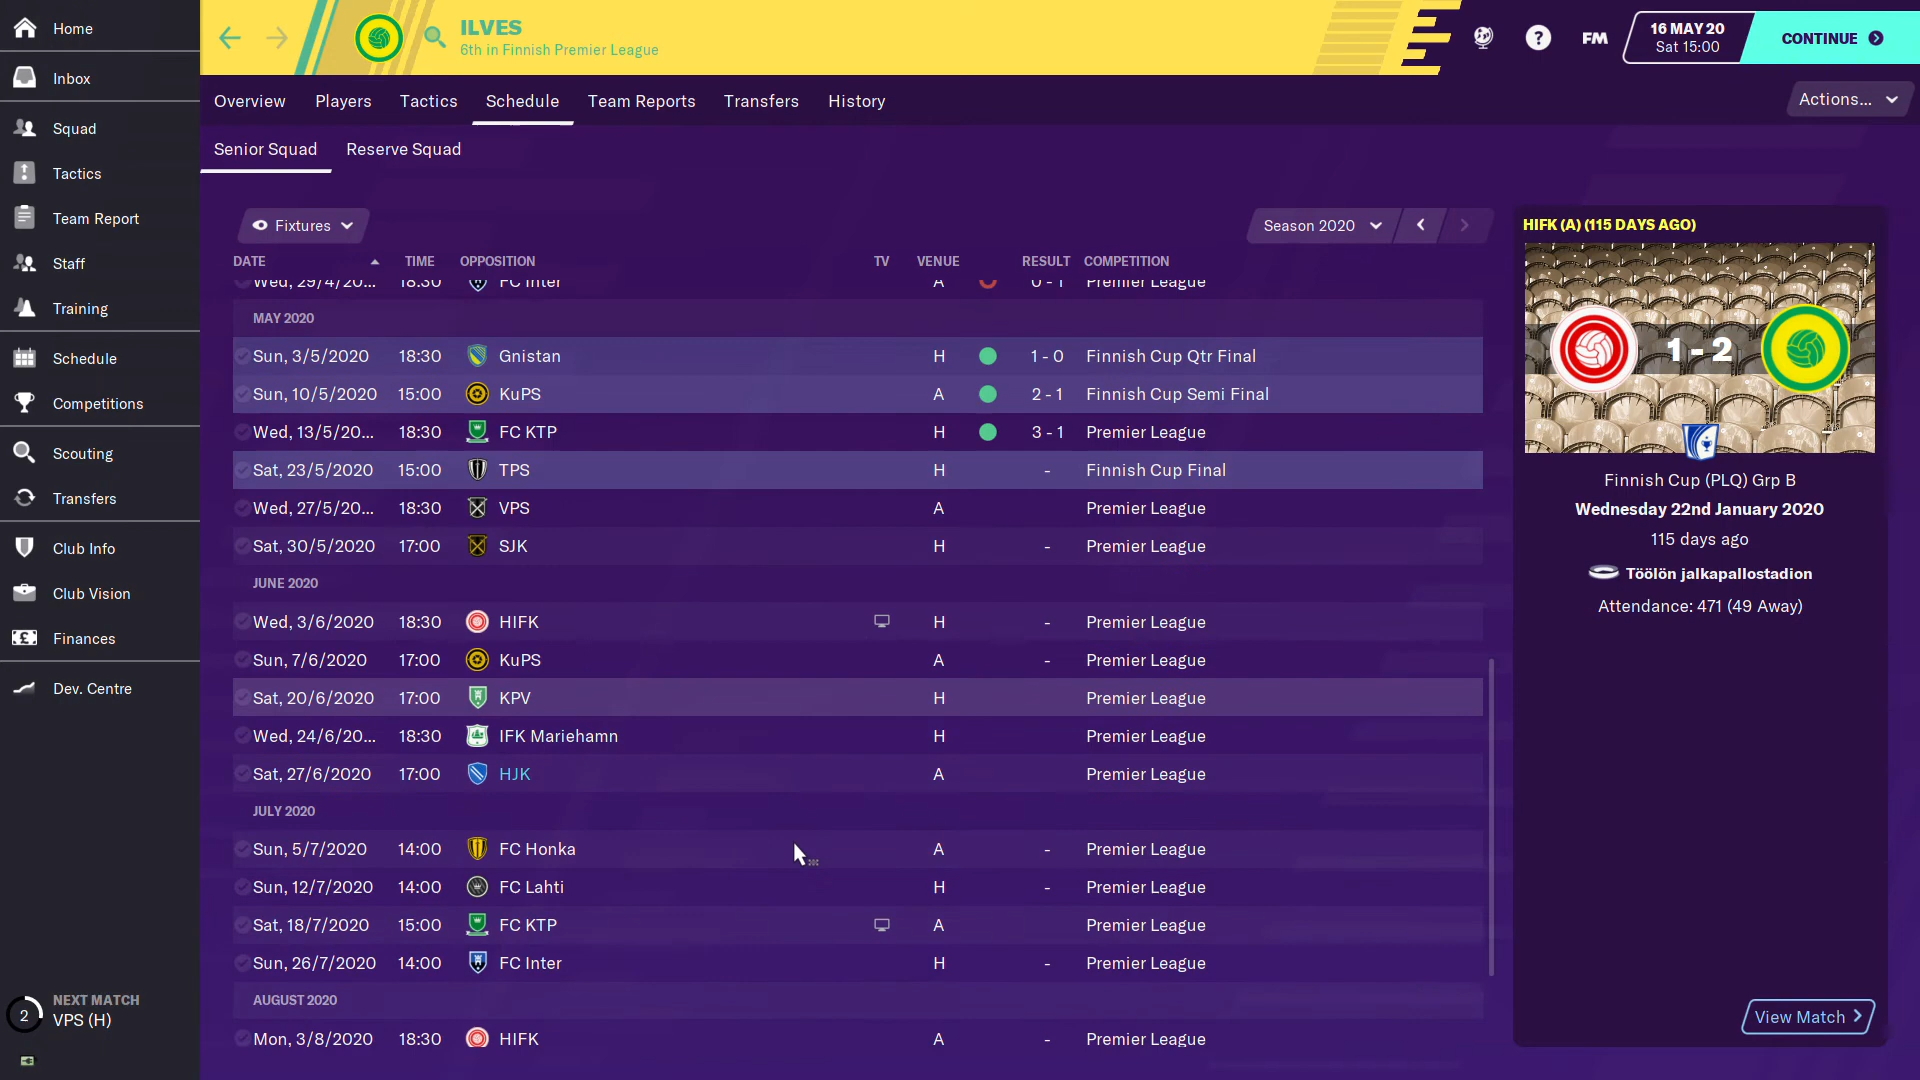 Home
Inbox
Squad
Tactics
Team Report
Staff
Training
Schedule
Competitions
Scouting
Transfers
Club Info
Club Vision
Finances
Dev. Centre
2
NEXT MATCH
VPS (H)
ILVES
6th in Finnish Premier League
?
FM
16 MAY 20
Sat 15:00
CONTINUE
Overview Players Tactics Schedule Team Reports Transfers History
Actions...
Senior Squad Reserve Squad
Fixtures
Season 2020
DATE TIME OPPOSITION TV VENUE RESULT COMPETITION
Wed, 29/4/20... 18:30 FC Inter A 0 - 1 Premier League
MAY 2020
Sun, 3/5/2020 18:30 Gnistan H 1 - 0 Finnish Cup Qtr Final
Sun, 10/5/2020 15:00 KuPS A 2 - 1 Finnish Cup Semi Final
Wed, 13/5/20... 18:30 FC KTP H 3 - 1 Premier League
Sat, 23/5/2020 15:00 TPS H - Finnish Cup Final
Wed, 27/5/20... 18:30 VPS A Premier League
Sat, 30/5/2020 17:00 SJK H - Premier League
JUNE 2020
Wed, 3/6/2020 18:30 HIFK H - Premier League
Sun, 7/6/2020 17:00 KuPS A - Premier League
Sat, 20/6/2020 17:00 KPV H Premier League
Wed, 24/6/20... 18:30 IFK Mariehamn H Premier League
Sat, 27/6/2020 17:00 HJK A Premier League
JULY 2020
Sun, 5/7/2020 14:00 FC Honka A - Premier League
Sun, 12/7/2020 14:00 FC Lahti H - Premier League
Sat, 18/7/2020 15:00 FC KTP A Premier League
Sun, 26/7/2020 14:00 FC Inter H - Premier League
AUGUST 2020
Mon, 3/8/2020 18:30 HIFK A - Premier League
HIFK (A) (115 DAYS AGO)
1 - 2
Finnish Cup (PLQ) Grp B
Wednesday 22nd January 2020
115 days ago
Töölön jalkapallostadion
Attendance: 471 (49 Away)
View Match